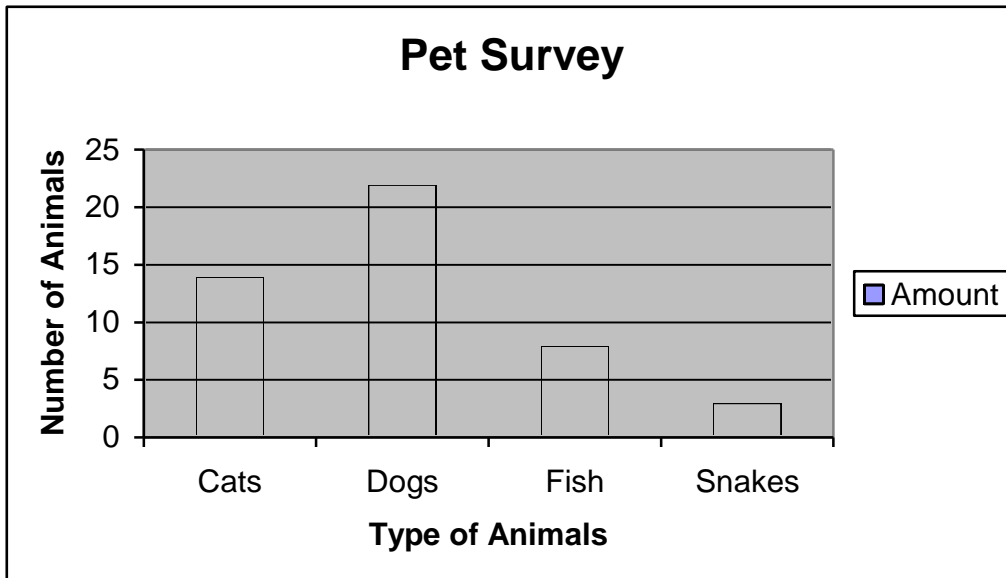 Pet Survey
Number of Animals
25
20
15
10
5
0
Cats Dogs Fish Snakes
Type of Animals
Amount